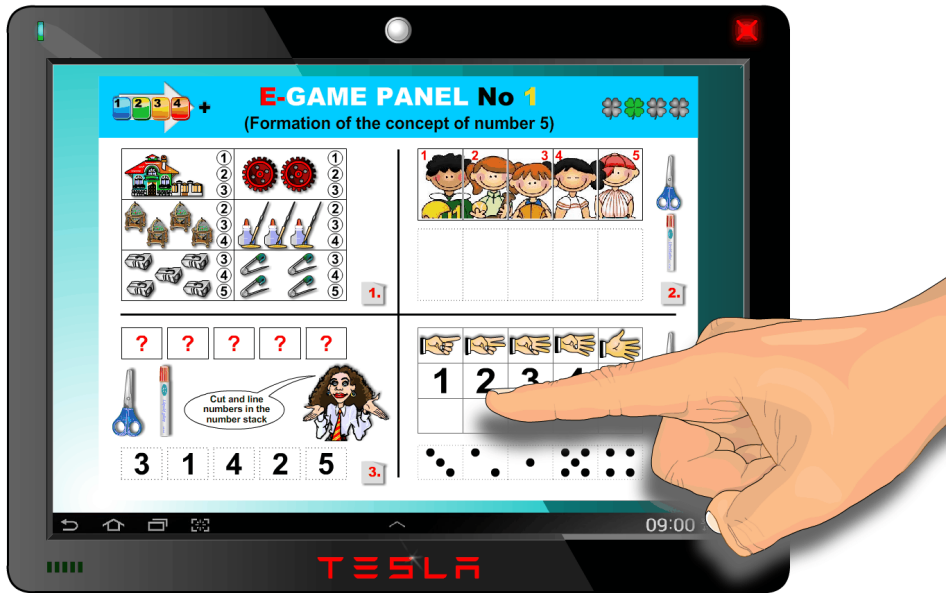 1 2 3 4 +
E-GAME PANEL No 1
(Formation of the concept of number 5)
1
2
3
1
2
3
2
3
4
2
3
4
3
4
5
3
4
5
1.
1 2 3 4 5
2.
? ? ? ? ?
Cut and line
numbers in the
number stack
3 1 4 2 5
3.
1 2 3
09:00
TESLA